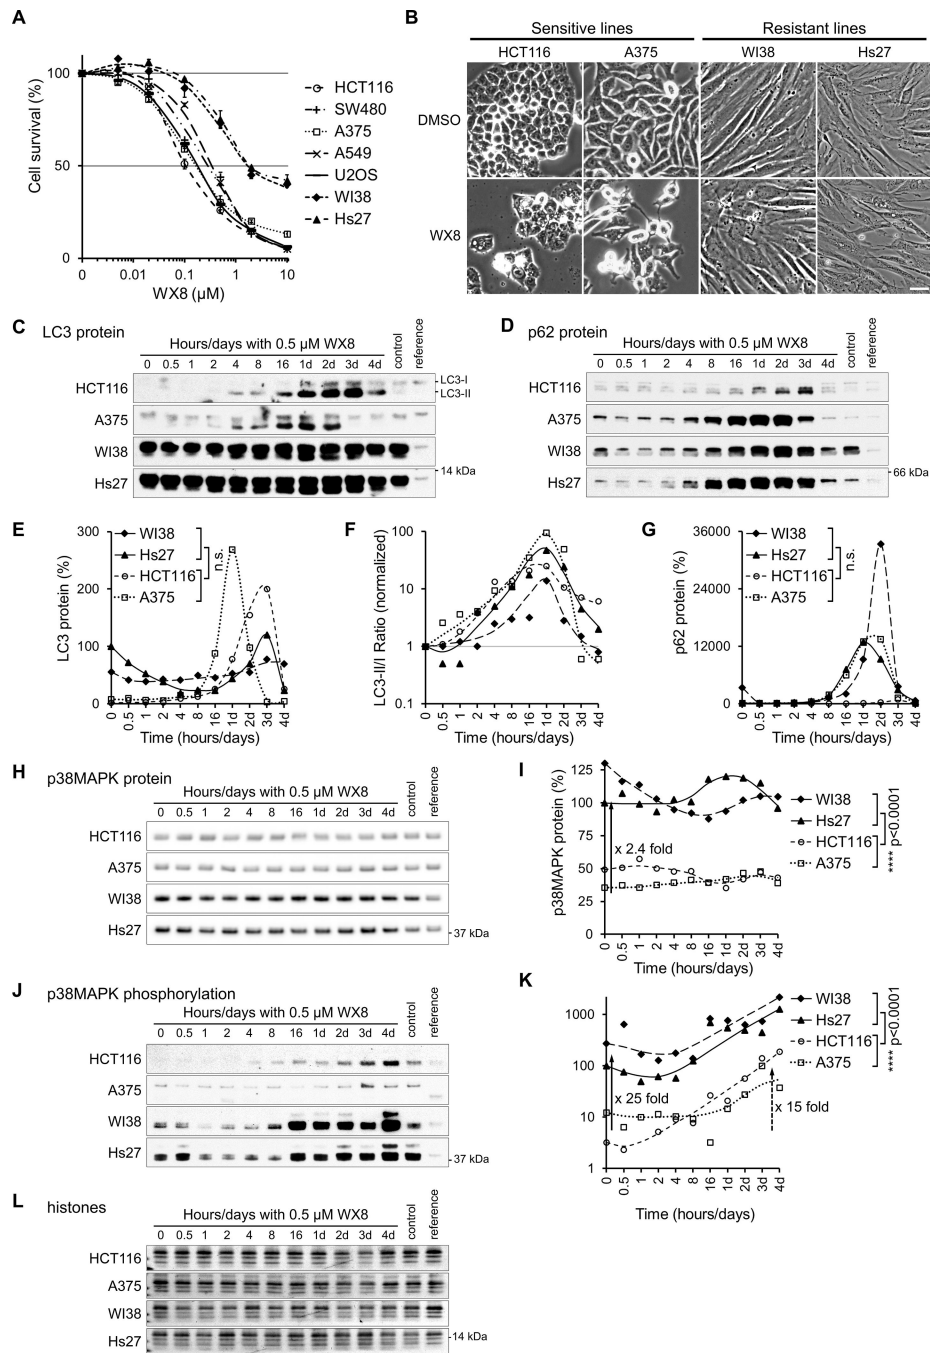 A
Cell survival (%)
100
50
0
0
0.01
0.1
1
10
WX8 (µM)
HCT116
SW480
A375
A549
U2OS
WI38
Hs27
B
Sensitive lines
Resistant lines
HCT116
A375
WI38
Hs27
DMSO
WX8
C
LC3 protein
Hours/days with 0.5 µM WX8
0 0.5 1 2 4 8 16 1d 2d 3d 4d control reference
HCT116
LC3-I
LC3-II
A375
WI38
14 kDa
Hs27
D
p62 protein
Hours/days with 0.5 µM WX8
0 0.5 1 2 4 8 16 1d 2d 3d 4d control reference
HCT116
A375
WI38
66 kDa
Hs27
E
LC3 protein (%)
300
200
100
0
0 0.5 1 2 4 8 16 1d 2d 3d 4d
Time (hours/days)
WI38
Hs27
HCT116
A375
n.s.
F
LC3-II/I Ratio (normalized)
100
10
1
0.1
0 0.5 1 2 4 8 16 1d 2d 3d 4d
Time (hours/days)
G
p62 protein (%)
36000
24000
12000
0
0 0.5 1 2 4 8 16 1d 2d 3d 4d
Time (hours/days)
WI38
Hs27
HCT116
A375
n.s.
H
p38MAPK protein
Hours/days with 0.5 µM WX8
0 0.5 1 2 4 8 16 1d 2d 3d 4d control reference
HCT116
A375
WI38
Hs27
37 kDa
I
p38MAPK protein (%)
125
100
75
50
25
0
x 2.4 fold
0 0.5 1 2 4 8 16 1d 2d 3d 4d
Time (hours/days)
WI38
Hs27
HCT116
A375
**** p<0.0001
J
p38MAPK phosphorylation
Hours/days with 0.5 µM WX8
0 0.5 1 2 4 8 16 1d 2d 3d 4d control reference
HCT116
A375
WI38
Hs27
37 kDa
K
1000
100
10
1
x 25 fold
x 15 fold
0 0.5 1 2 4 8 16 1d 2d 3d 4d
Time (hours/days)
WI38
Hs27
HCT116
A375
**** p<0.0001
L
histones
Hours/days with 0.5 µM WX8
0 0.5 1 2 4 8 16 1d 2d 3d 4d control reference
HCT116
A375
WI38
Hs27
14 kDa